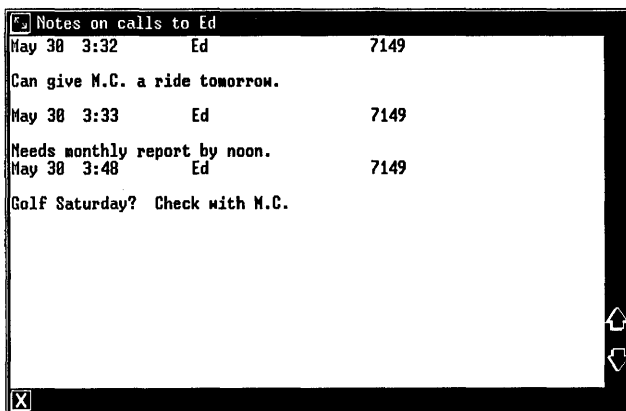 Notes on calls to Ed
May 30 3:32 Ed 7149
Can give M.C. a ride tomorrow.
May 30 3:33 Ed 7149
Needs monthly report by noon.
May 30 3:48 Ed 7149
Golf Saturday? Check with M.C.
X